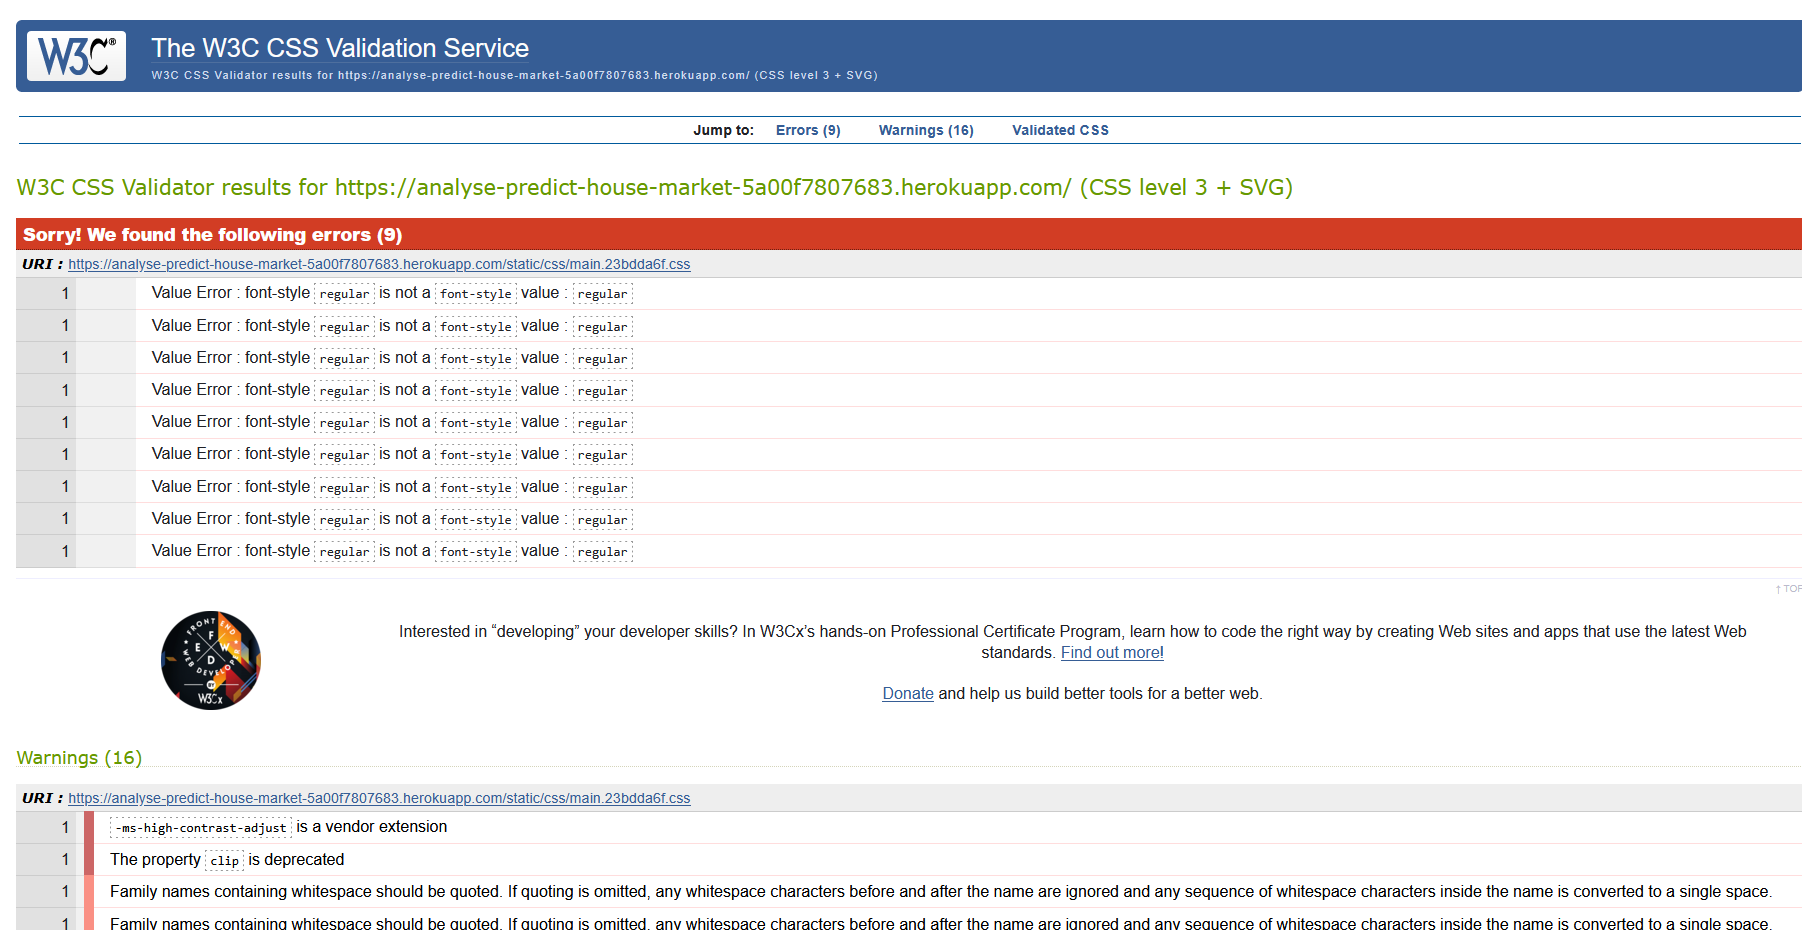 W3C®
The W3C CSS Validation Service
W3C CSS Validator results for https://analyse-predict-house-market-5a00f7807683.herokuapp.com/ (CSS level 3 + SVG)
Jump to: Errors (9) Warnings (16) Validated CSS
W3C CSS Validator results for https://analyse-predict-house-market-5a00f7807683.herokuapp.com/ (CSS level 3 + SVG)
Sorry! We found the following errors (9)
URI : https://analyse-predict-house-market-5a00f7807683.herokuapp.com/static/css/main.23bdda6f.css
1 Value Error : font-style regular is not a font-style value : regular
1 Value Error : font-style regular is not a font-style value : regular
1 Value Error : font-style regular is not a font-style value : regular
1 Value Error : font-style regular is not a font-style value : regular
1 Value Error : font-style regular is not a font-style value : regular
1 Value Error : font-style regular is not a font-style value : regular
1 Value Error : font-style regular is not a font-style value : regular
1 Value Error : font-style regular is not a font-style value : regular
1 Value Error : font-style regular is not a font-style value : regular
↑ TOP
FRONT END
F
E W
D
WEB DEVELOPER
BY
W3Cx
Interested in “developing” your developer skills? In W3Cx’s hands-on Professional Certificate Program, learn how to code the right way by creating Web sites and apps that use the latest Web
standards. Find out more!
Donate and help us build better tools for a better web.
Warnings (16)
URI : https://analyse-predict-house-market-5a00f7807683.herokuapp.com/static/css/main.23bdda6f.css
1 -ms-high-contrast-adjust is a vendor extension
1 The property clip is deprecated
1 Family names containing whitespace should be quoted. If quoting is omitted, any whitespace characters before and after the name are ignored and any sequence of whitespace characters inside the name is converted to a single space.
1 Family names containing whitespace should be quoted. If quoting is omitted, any whitespace characters before and after the name are ignored and any sequence of whitespace characters inside the name is converted to a single space.